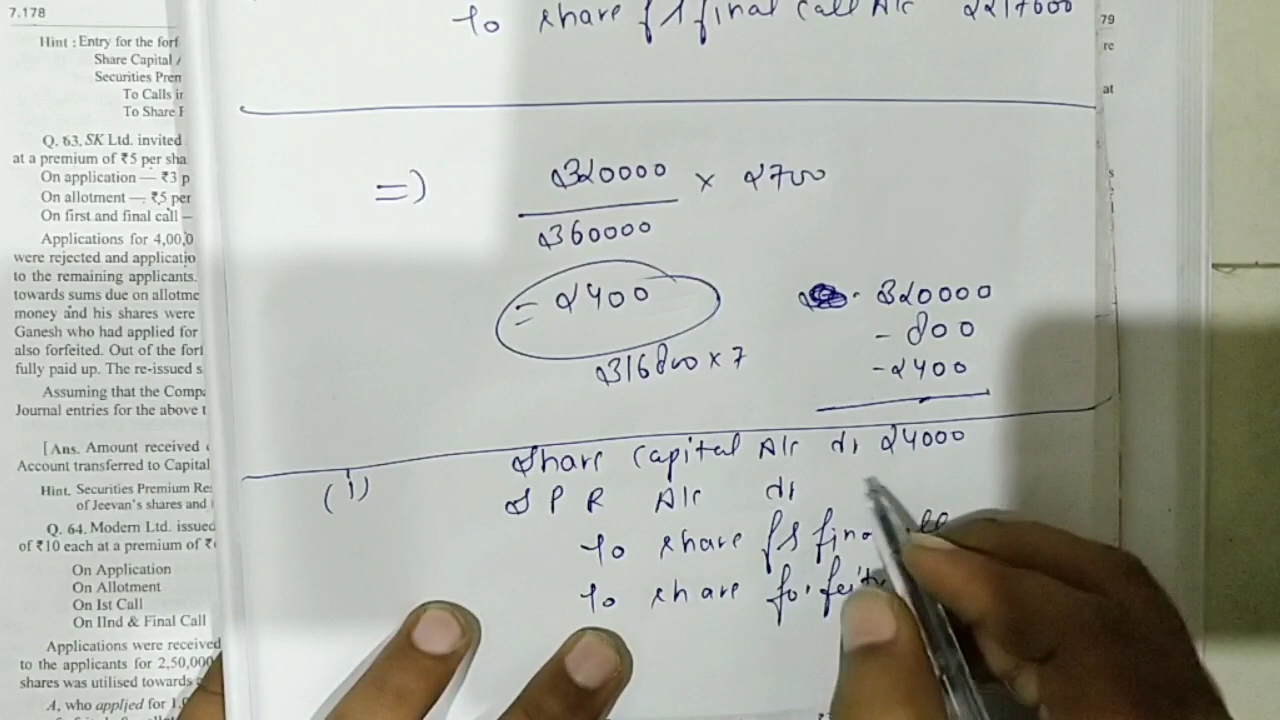 7.178
To share f & final call A/c 2217600
79
Hint : Entry for the forf
re
Share Capital A
Securities Prem
at
To Calls in
To Share F
Q. 63. SK Ltd. invited
at a premium of ₹5 per sha
=) 320000 × 2700
On application — ₹3 p
On allotment — ₹5 per
On first and final call —
360000
Applications for 4,00,0
were rejected and applicatio
to the remaining applicants.
towards sums due on allotme
= 2400
320000
money and his shares were
Ganesh who had applied for
- 800
also forfeited. Out of the forf
316800 × 7
- 2400
fully paid up. The re-issued s
Assuming that the Compa
Journal entries for the above t
[Ans. Amount received
Share Capital A/c dr 24000
Account transferred to Capital
Hint. Securities Premium Re
(i) S P R A/c dr
of Jeevan's shares and
Q. 64. Modern Ltd. issued
of ₹10 each at a premium of ₹
To share f & fina
On Application
On Allotment
To share forfeitu
On Ist Call
On IInd & Final Call
Applications were received
to the applicants for 2,50,000
shares was utilised towards
A, who applied for 1,